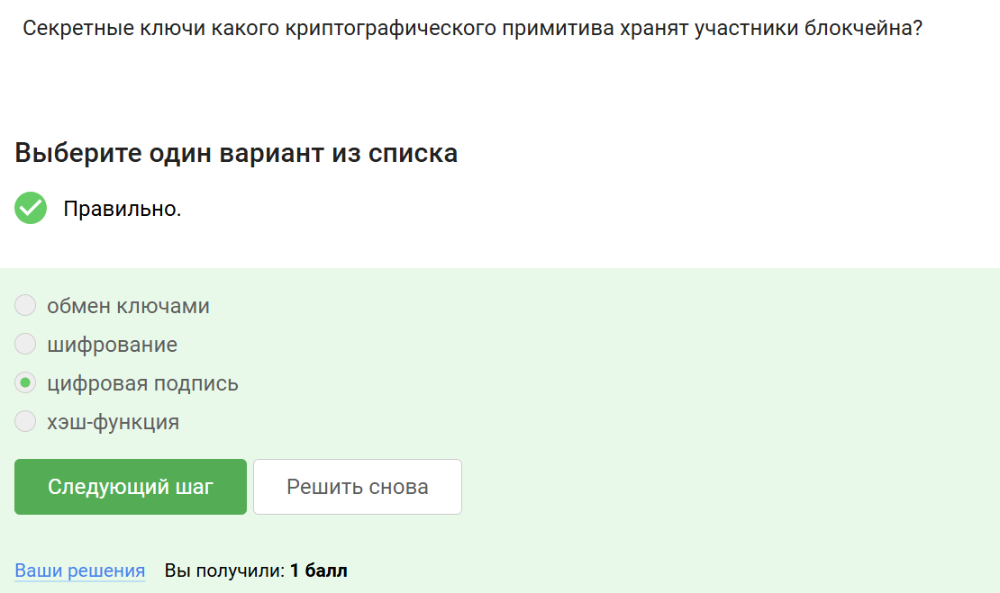 Секретные ключи какого криптографического примитива хранят участники блокчейна?
Выберите один вариант из списка
Правильно.
обмен ключами
шифрование
цифровая подпись
хэш-функция
Следующий шаг Решить снова
Ваши решения Вы получили: 1 балл